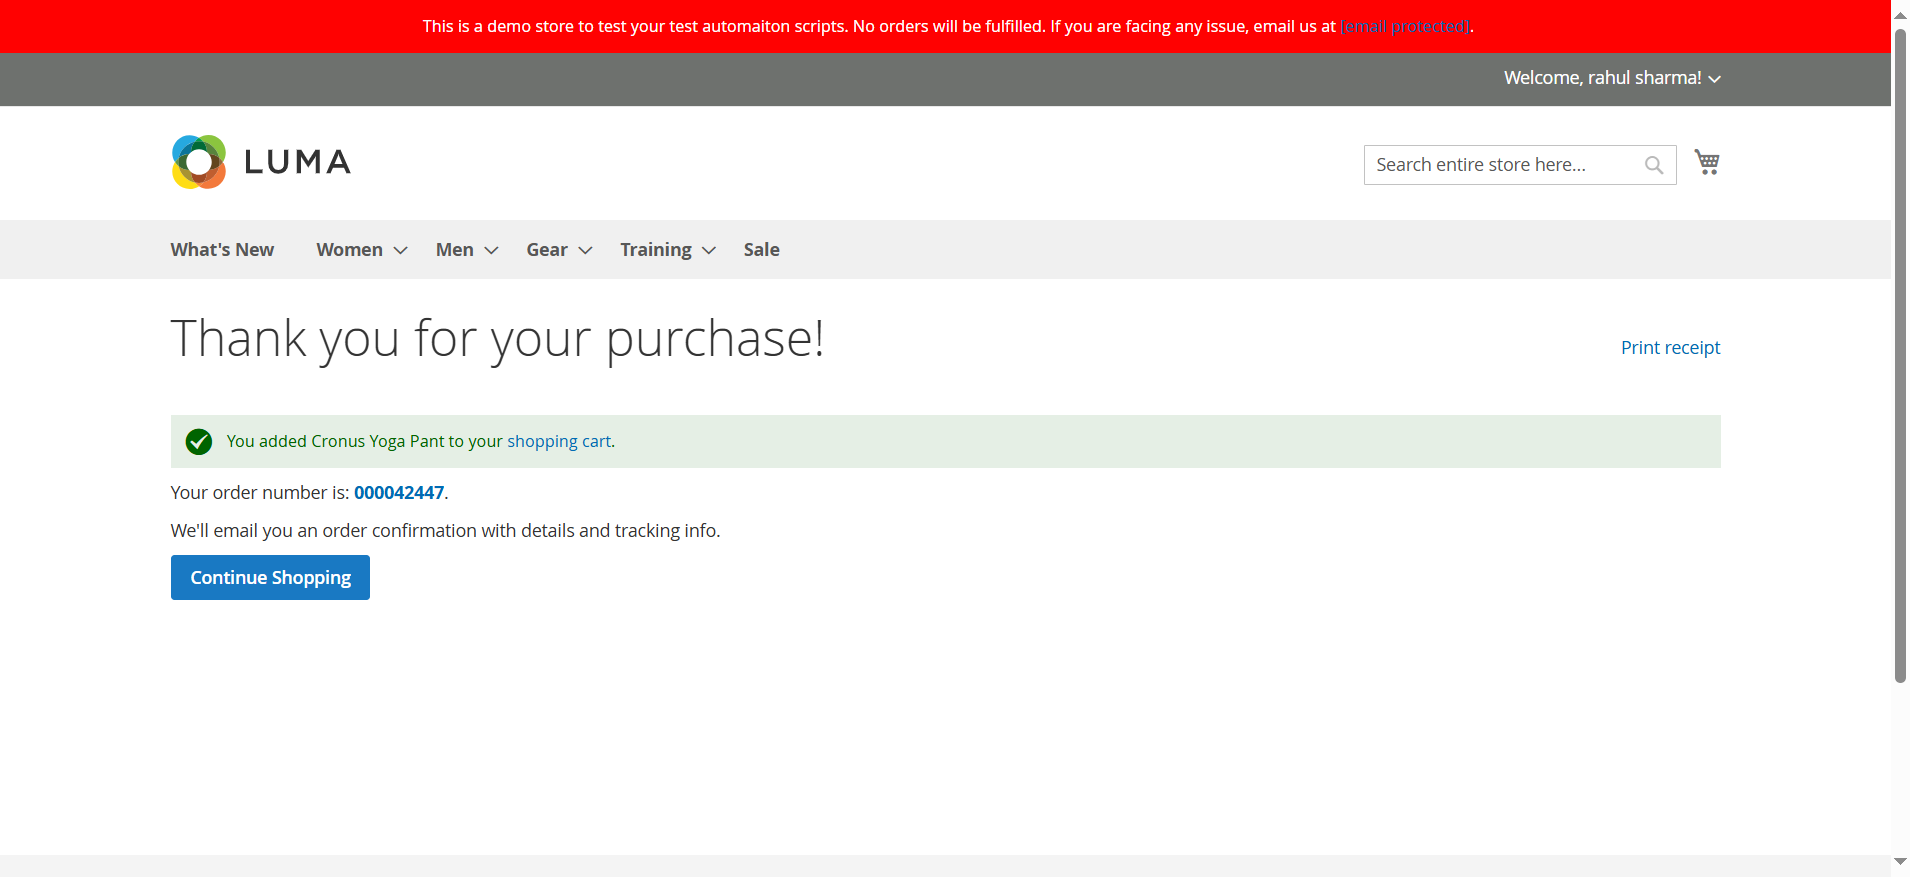 This is a demo store to test your test automaiton scripts. No orders will be fulfilled. If you are facing any issue, email us at [email protected].
Welcome, rahul sharma!
LUMA
Search entire store here...
What's New Women Men Gear Training Sale
Thank you for your purchase!
Print receipt
You added Cronus Yoga Pant to your shopping cart.
Your order number is: 000042447.
We'll email you an order confirmation with details and tracking info.
Continue Shopping